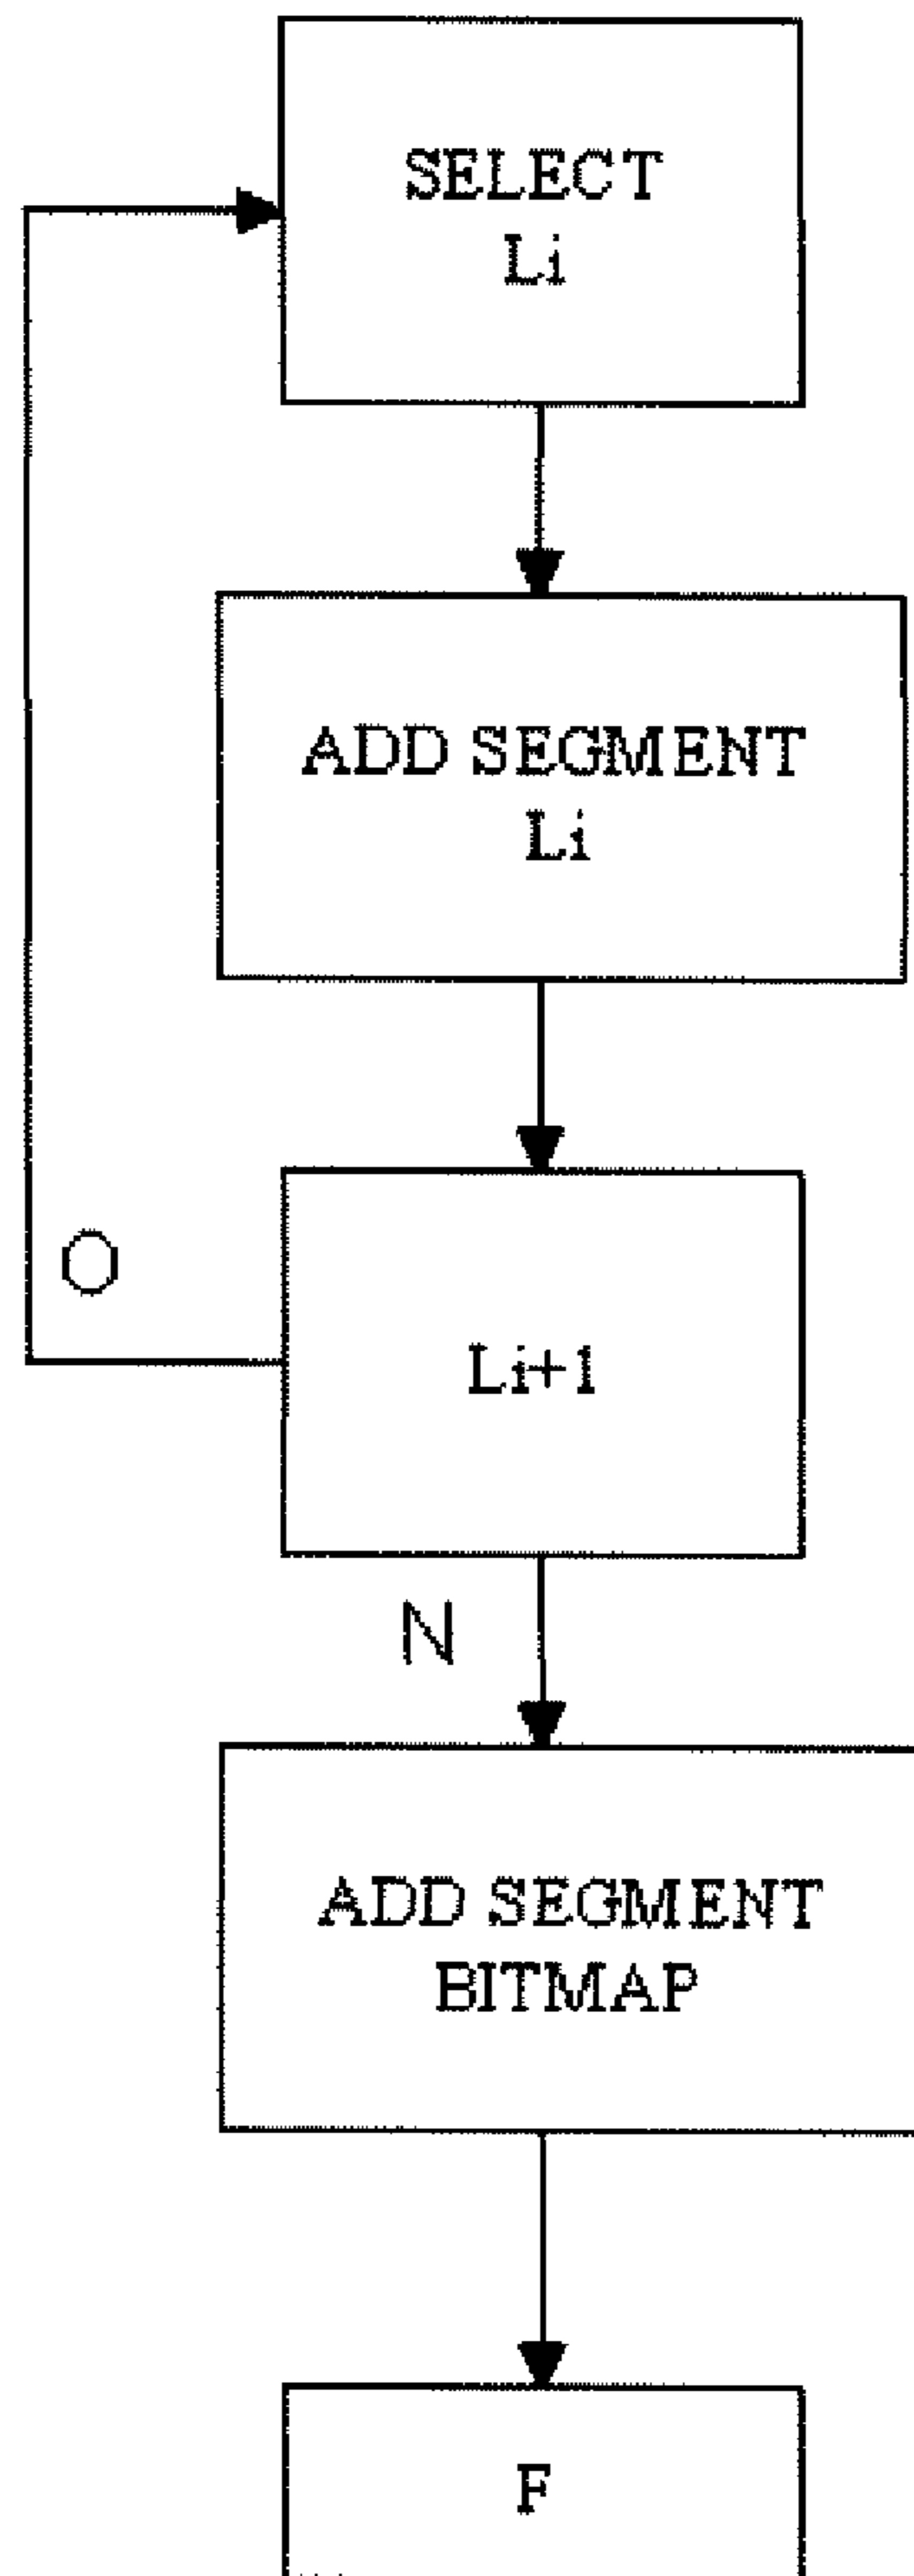 SELECT
Li
ADD SEGMENT
Li
O
Li+1
N
ADD SEGMENT
BITMAP
F